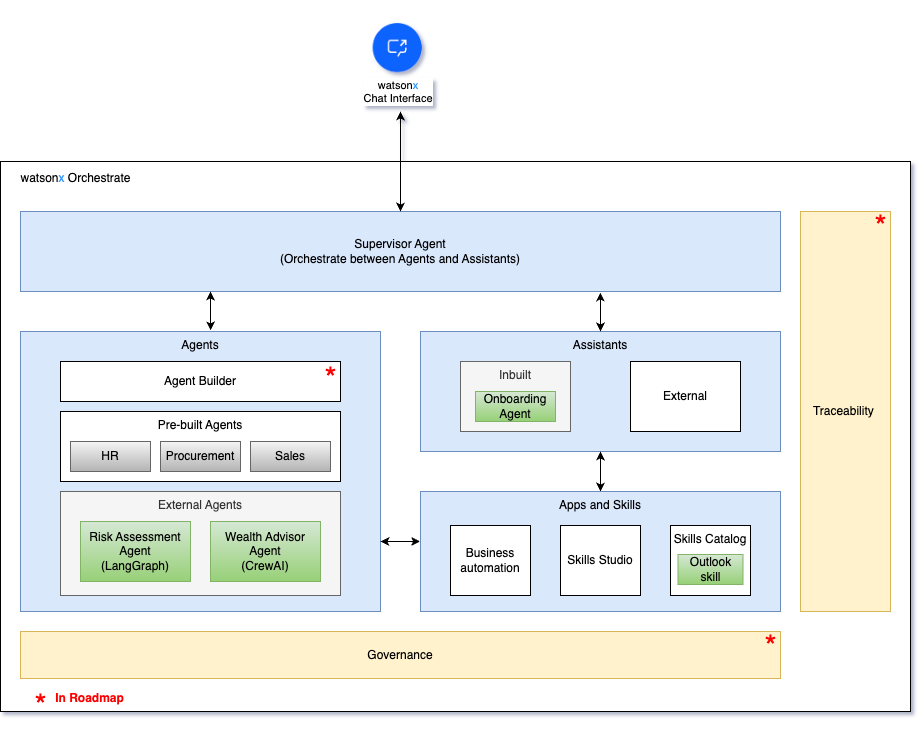 watsonx
Chat Interface
watsonx Orchestrate
Supervisor Agent
(Orchestrate between Agents and Assistants)
*
Agents
Agent Builder
*
Pre-built Agents
HR
Procurement
Sales
External Agents
Risk Assessment
Agent
(LangGraph)
Wealth Advisor
Agent
(CrewAI)
Assistants
Inbuilt
Onboarding
Agent
External
Apps and Skills
Business
automation
Skills Studio
Skills Catalog
Outlook
skill
Traceability
Governance
*
* In Roadmap